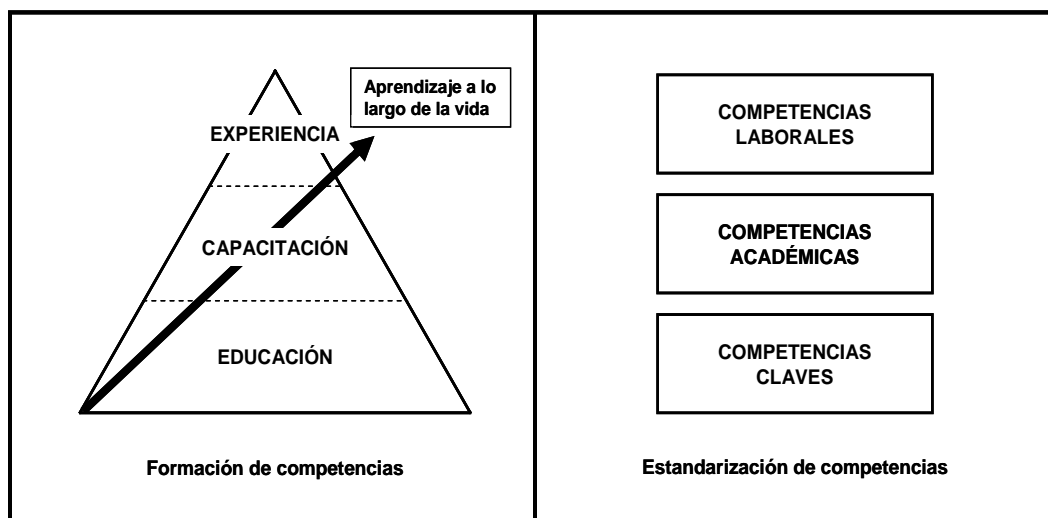 Aprendizaje a lo
largo de la vida
EXPERIENCIA
CAPACITACIÓN
EDUCACIÓN
Formación de competencias
COMPETENCIAS
LABORALES
COMPETENCIAS
ACADÉMICAS
COMPETENCIAS
CLAVES
Estandarización de competencias